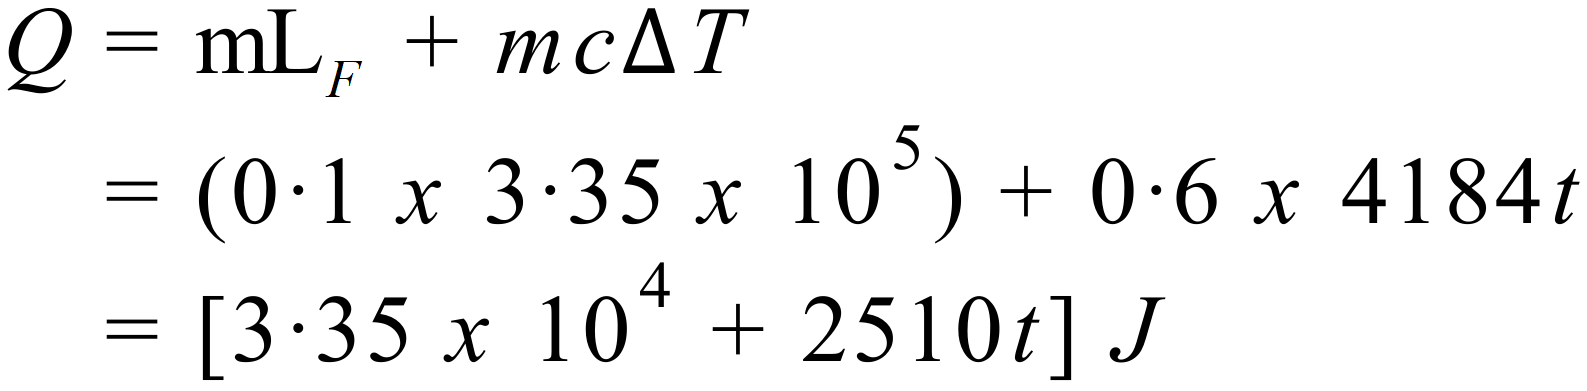 Q = mL_F + mcΔT
= (0·1 x 3·35 x 10^5) + 0·6 x 4184t
= [3·35 x 10^4 + 2510t] J